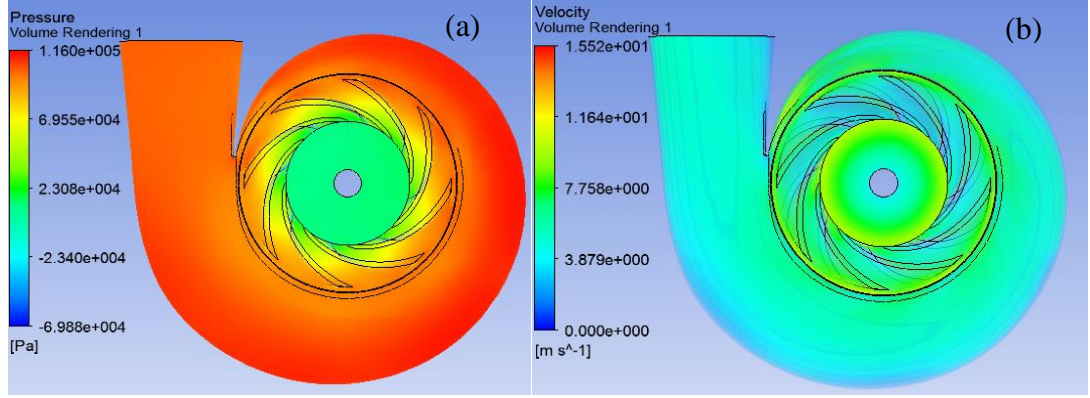 Pressure
Volume Rendering 1
(a)
1.160e+005
6.955e+004
2.308e+004
-2.340e+004
-6.988e+004
[Pa]
Velocity
Volume Rendering 1
(b)
1.552e+001
1.164e+001
7.758e+000
3.879e+000
0.000e+000
[m s^-1]